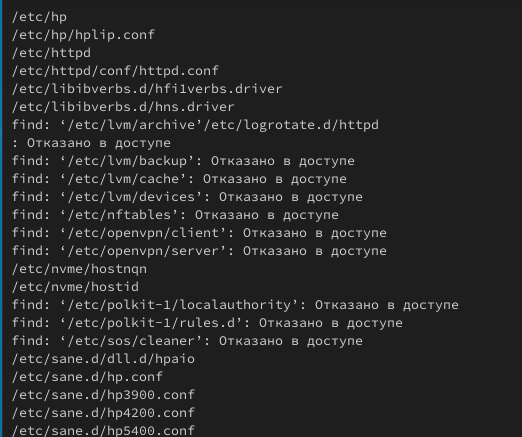 /etc/hp
/etc/hp/hplip.conf
/etc/httpd
/etc/httpd/conf/httpd.conf
/etc/libibverbs.d/hfi1verbs.driver
/etc/libibverbs.d/hns.driver
find: ‘/etc/lvm/archive’/etc/logrotate.d/httpd
: Отказано в доступе
find: ‘/etc/lvm/backup’: Отказано в доступе
find: ‘/etc/lvm/cache’: Отказано в доступе
find: ‘/etc/lvm/devices’: Отказано в доступе
find: ‘/etc/nftables’: Отказано в доступе
find: ‘/etc/openvpn/client’: Отказано в доступе
find: ‘/etc/openvpn/server’: Отказано в доступе
/etc/nvme/hostnqn
/etc/nvme/hostid
find: ‘/etc/polkit-1/localauthority’: Отказано в доступе
find: ‘/etc/polkit-1/rules.d’: Отказано в доступе
find: ‘/etc/sos/cleaner’: Отказано в доступе
/etc/sane.d/dll.d/hpaio
/etc/sane.d/hp.conf
/etc/sane.d/hp3900.conf
/etc/sane.d/hp4200.conf
/etc/sane.d/hp5400.conf